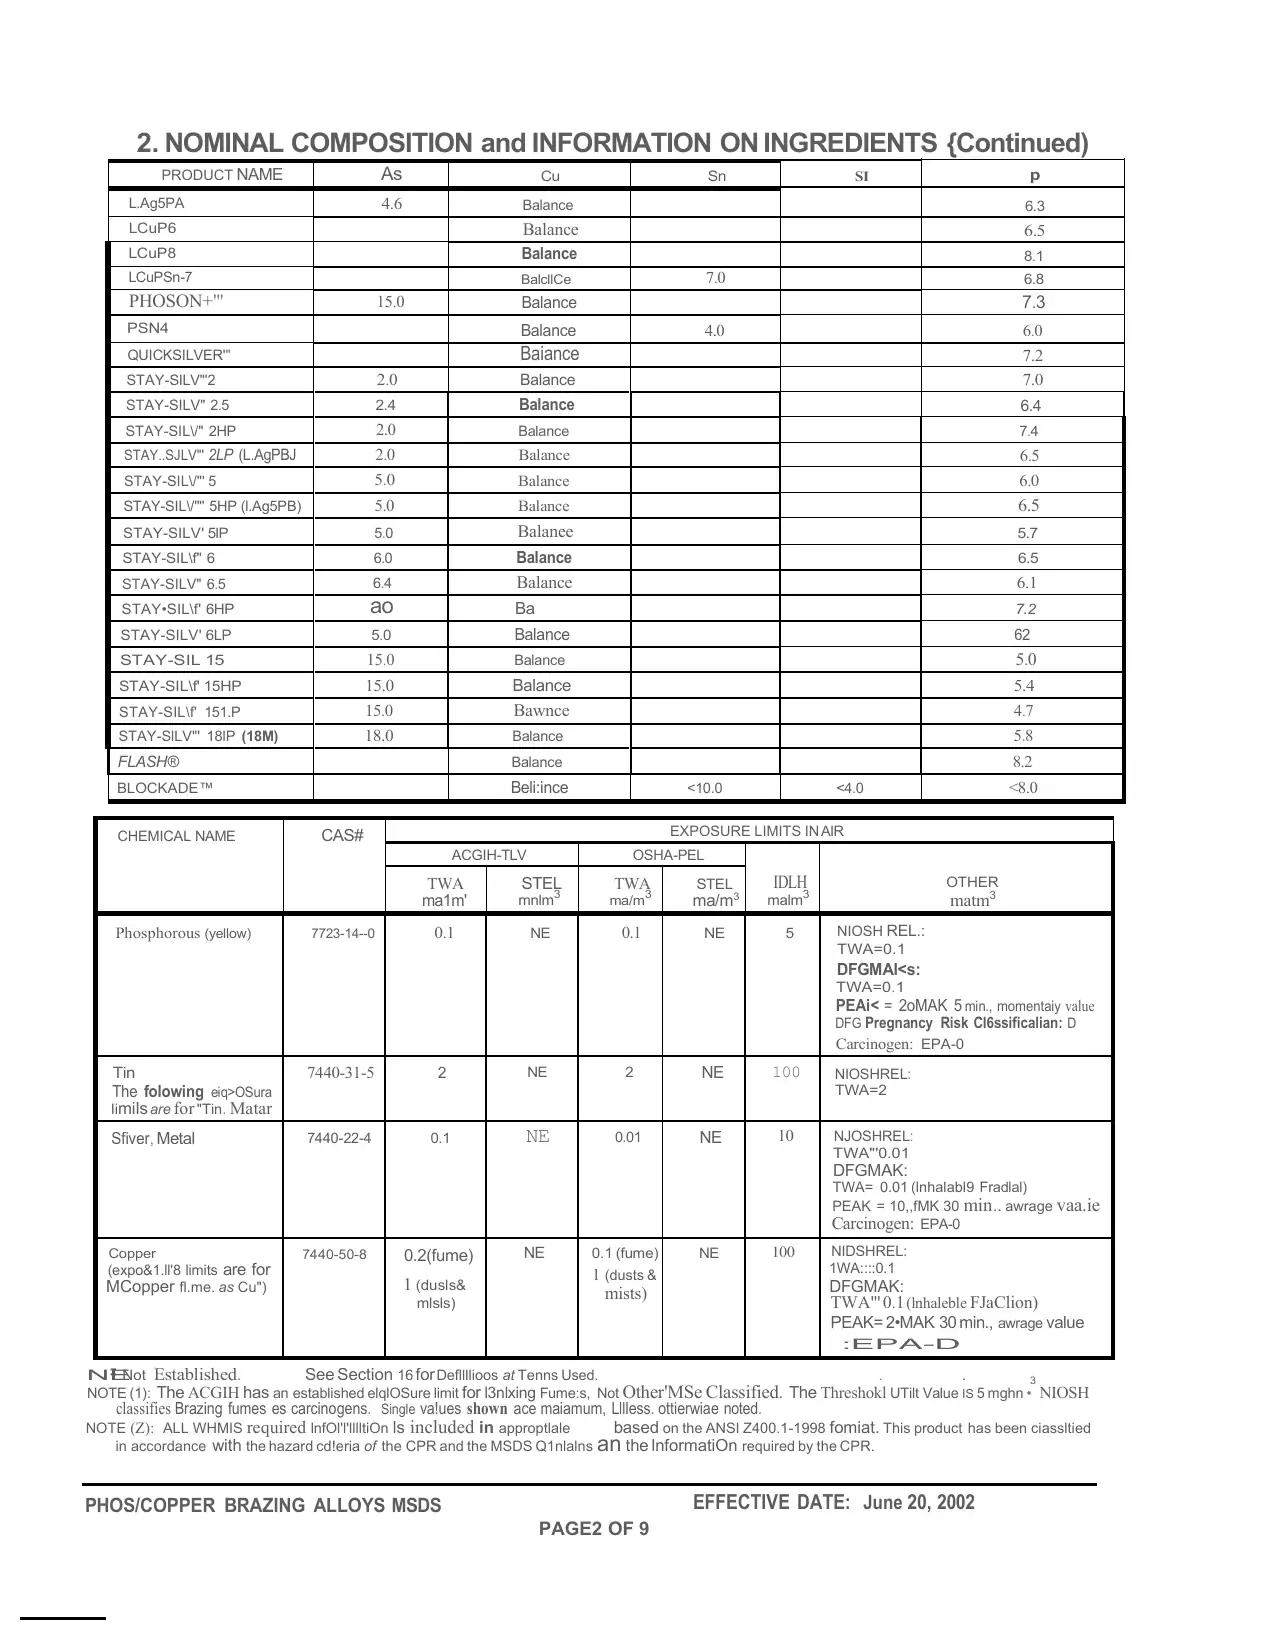 2. NOMINAL COMPOSITION and INFORMATION ON INGREDIENTS {Continued)
PRODUCT NAME As Cu Sn SI p
L.Ag5PA 4.6 Balance 6.3
LCuP6 Balance 6.5
LCuP8 Balance 8.1
LCuPSn-7 BalcllCe 7.0 6.8
PHOSON+'" 15.0 Balance 7.3
PSN4 Balance 4.0 6.0
QUICKSILVER'" Baiance 7.2
STAY-SILV"'2 2.0 Balance 7.0
STAY-SILV" 2.5 2.4 Balance 6.4
STAY-SIL\/" 2HP 2.0 Balance 7.4
STAY..SJLV"' 2LP (L.AgPBJ 2.0 Balance 6.5
STAY-SIL\/"' 5 5.0 Balance 6.0
STAY-SIL\/"" 5HP (l.Ag5PB) 5.0 Balance 6.5
STAY-SILV' 5lP 5.0 Balanee 5.7
STAY-SIL\f" 6 6.0 Balance 6.5
STAY-SILV" 6.5 6.4 Balance 6.1
STAY•SIL\f' 6HP ao Ba 7.2
STAY-SILV' 6LP 5.0 Balance 62
STAY-SIL 15 15.0 Balance 5.0
STAY-SIL\f' 15HP 15.0 Balance 5.4
STAY-SIL\f' 151.P 15.0 Bawnce 4.7
STAY-SlLV"' 18lP (18M) 18.0 Balance 5.8
FLASH® Balance 8.2
BLOCKADE™ Beli:ince <10.0 <4.0 <8.0
CHEMICAL NAME CAS# EXPOSURE LIMITS IN AIR
ACGIH-TLV OSHA-PEL
TWA STEL TWA STEL IDLH OTHER
ma1m' mnlm3 ma/m3 ma/m3 malm3 matm3
Phosphorous (yellow) 7723-14--0 0.1 NE 0.1 NE 5 NIOSH REL.:
TWA=0.1
DFGMAI<s:
TWA=0.1
PEAi< = 2oMAK 5 min., momentaiy value
DFG Pregnancy Risk Cl6ssificalian: D
Carcinogen: EPA-0
Tin 7440-31-5 2 NE 2 NE 100 NIOSHREL:
The folowing eiq>OSura TWA=2
limils are for "Tin. Matar
Sfiver, Metal 7440-22-4 0.1 NE 0.01 NE 10 NJOSHREL:
TWA"'0.01
DFGMAK:
TWA= 0.01 (lnhalabl9 Fradlal)
PEAK = 10,,fMK 30 min.. awrage vaa.ie
Carcinogen: EPA-0
Copper 7440-50-8 0.2(fume) NE 0.1 (fume) NE 100 NIDSHREL:
(expo&1.ll'8 limits are for 1 (dusls& 1 (dusts & 1WA::::0.1
MCopper fl.me. as Cu") mlsls) mists) DFGMAK:
TWA"' 0.1 (lnhaleble FJaClion)
PEAK= 2•MAK 30 min., awrage value
:EPA-D
Not Established. See Section 16 for Defllllioos at Tenns Used.
NOTE (1): The ACGIH has an established elqlOSure limit for l3nlxing Fume:s, Not Other'MSe Classified. The Threshokl UTilt Value IS 5 mghn •3 NIOSH
classifies Brazing fumes es carcinogens. Single va!ues shown ace maiamum, Lllless. ottierwiae noted.
NOTE (Z): ALL WHMIS required lnfOl'l'lllltiOn ls included in approptlale based on the ANSI Z400.1-1998 fomiat. This product has been ciassltied
in accordance with the hazard cd!eria of the CPR and the MSDS Q1nlalns an the lnformatiOn required by the CPR.
PHOS/COPPER BRAZING ALLOYS MSDS EFFECTIVE DATE: June 20, 2002
PAGE2 OF 9